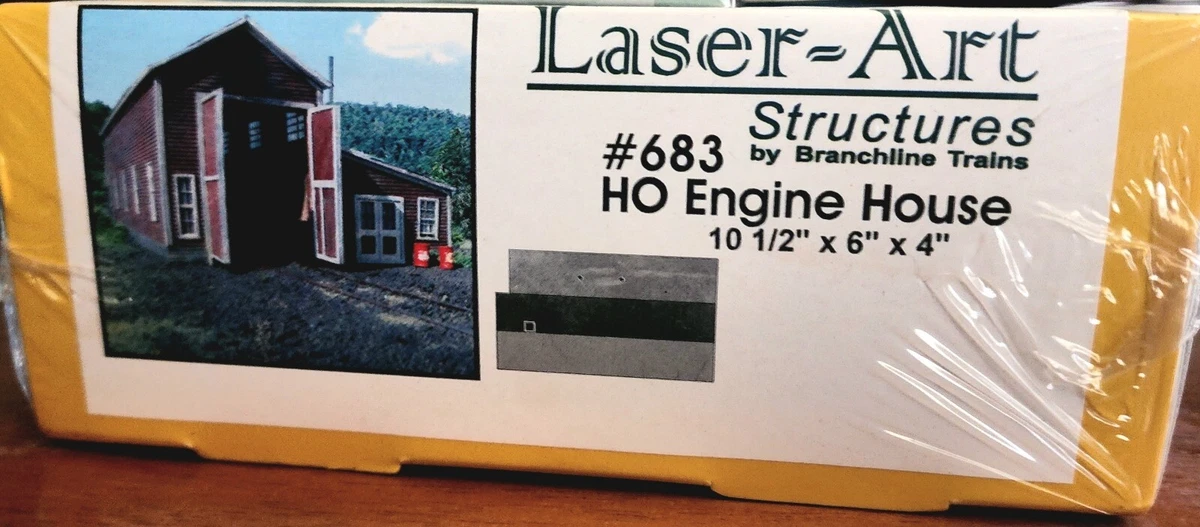 Laser-Art
Structures
by Branchline Trains
#683
HO Engine House
10 1/2" x 6" x 4"